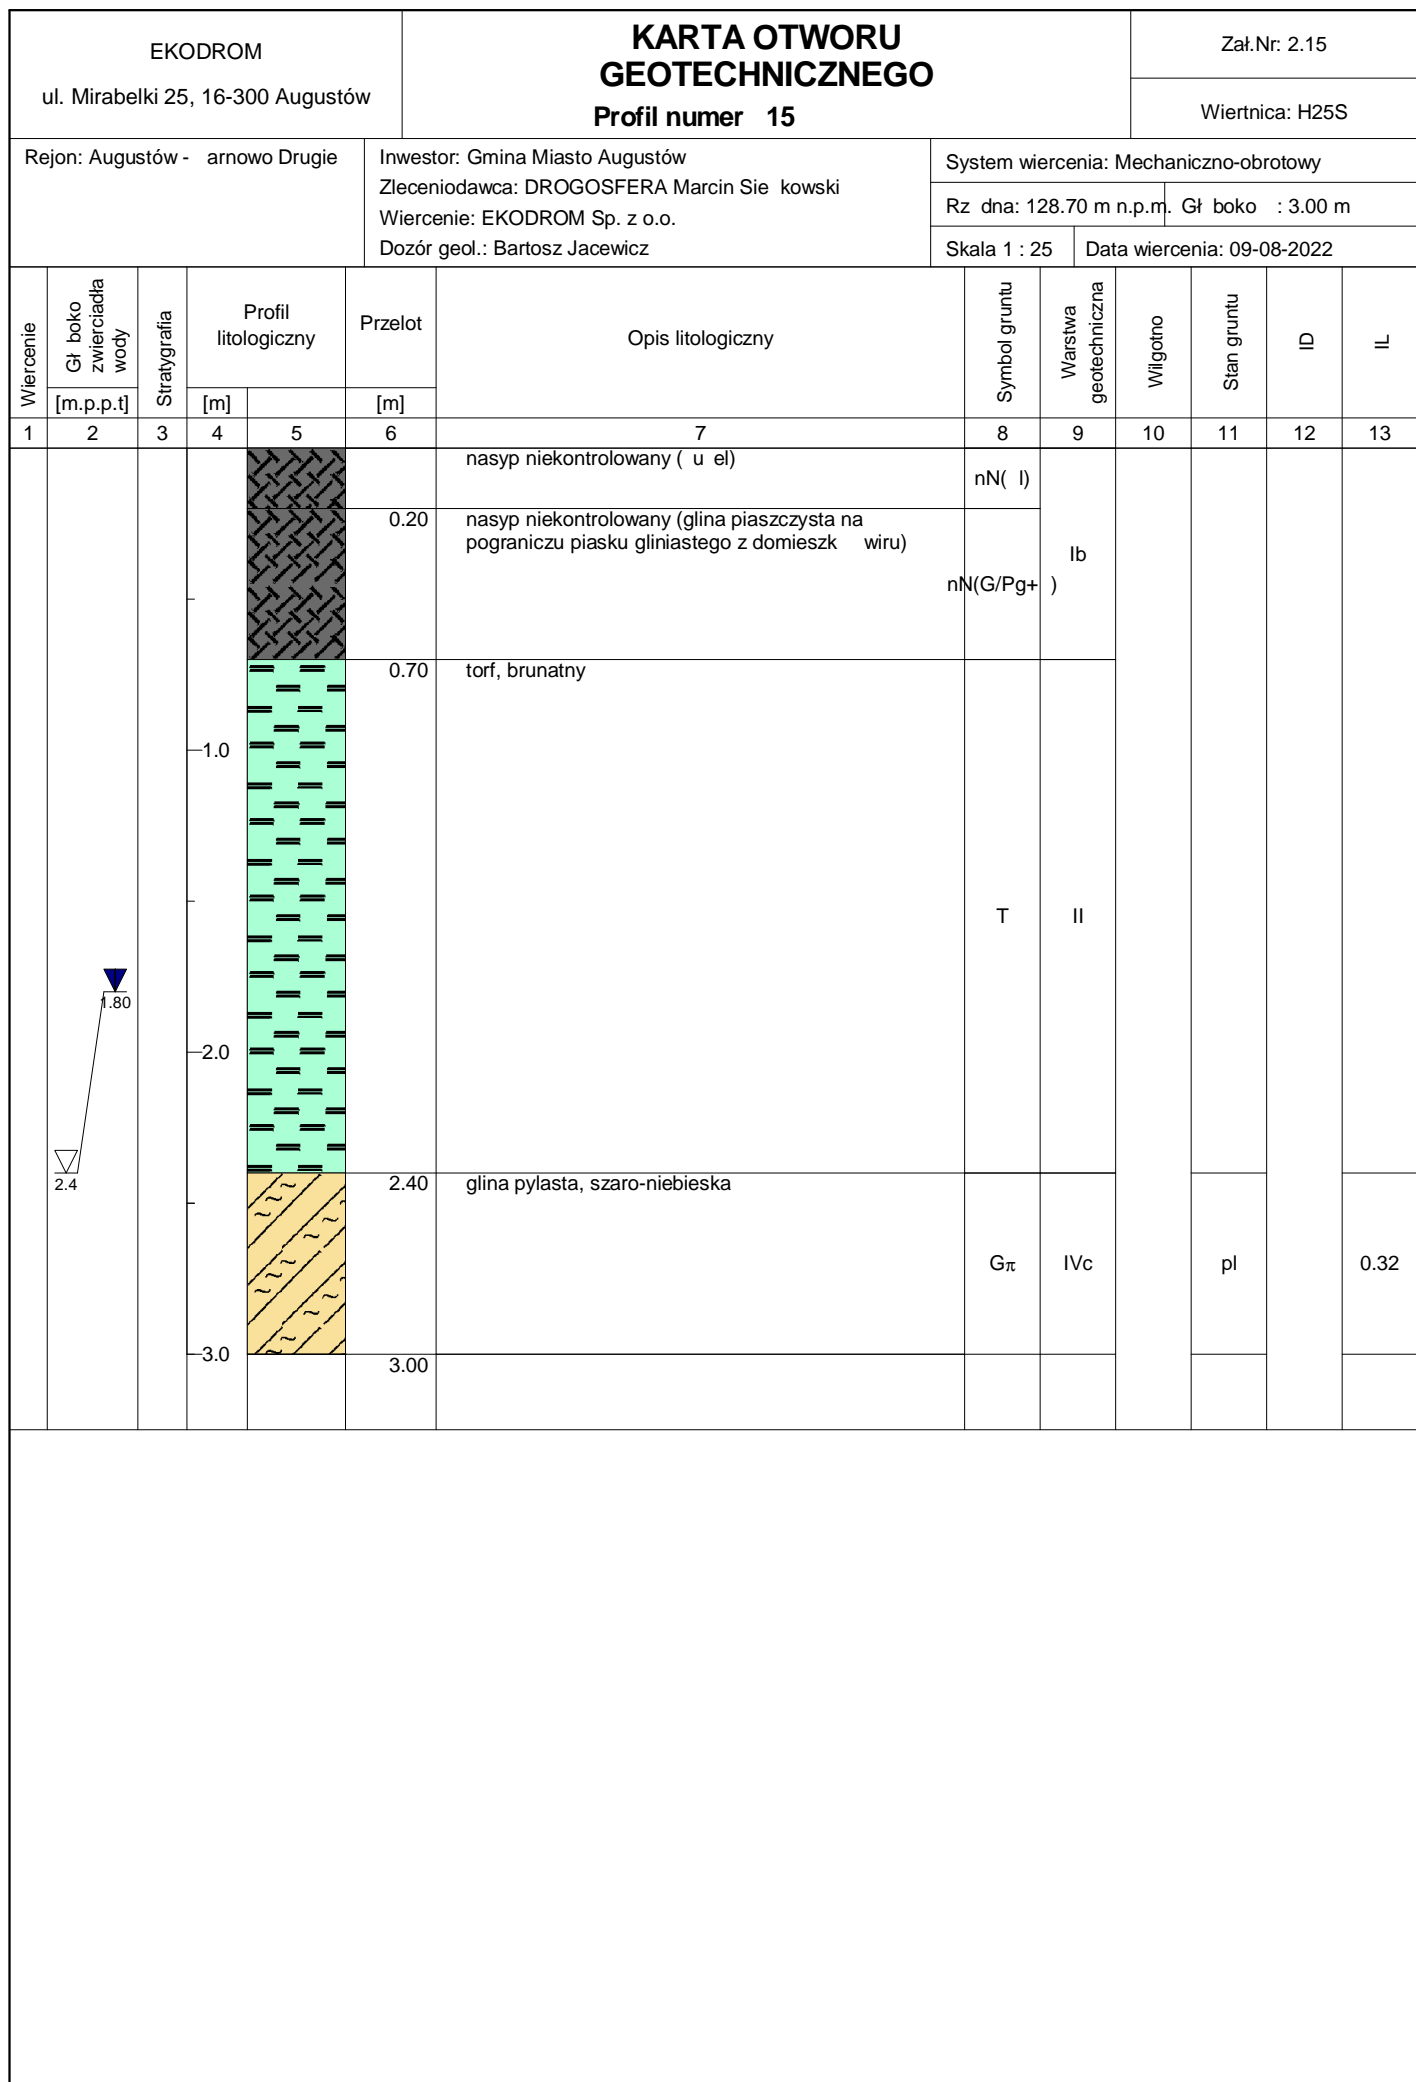 EKODROM
ul. Mirabelki 25, 16-300 Augustów
KARTA OTWORU
GEOTECHNICZNEGO
Profil numer 15
Zał.Nr: 2.15
Wiertnica: H25S
Rejon: Augustów - arnowo Drugie
Inwestor: Gmina Miasto Augustów
Zleceniodawca: DROGOSFERA Marcin Sie kowski
Wiercenie: EKODROM Sp. z o.o.
Dozór geol.: Bartosz Jacewicz
System wiercenia: Mechaniczno-obrotowy
Rz dna: 128.70 m n.p.m. Gł boko : 3.00 m
Skala 1 : 25 Data wiercenia: 09-08-2022
Wiercenie
Gł boko
zwierciadła
wody
[m.p.p.t]
Stratygrafia
Profil
litologiczny
[m]
Przelot
[m]
Opis litologiczny
Symbol gruntu
Warstwa
geotechniczna
Wilgotno
Stan gruntu
ID
IL
1 2 3 4 5 6 7 8 9 10 11 12 13
nasyp niekontrolowany ( u el)
nN( l)
0.20 nasyp niekontrolowany (glina piaszczysta na
pograniczu piasku gliniastego z domieszk wiru)
Ib
nN(G/Pg+ )
0.70 torf, brunatny
1.0
T II
1.80
2.0
2.4
2.40 glina pylasta, szaro-niebieska
Gπ IVc pl 0.32
3.0
3.00